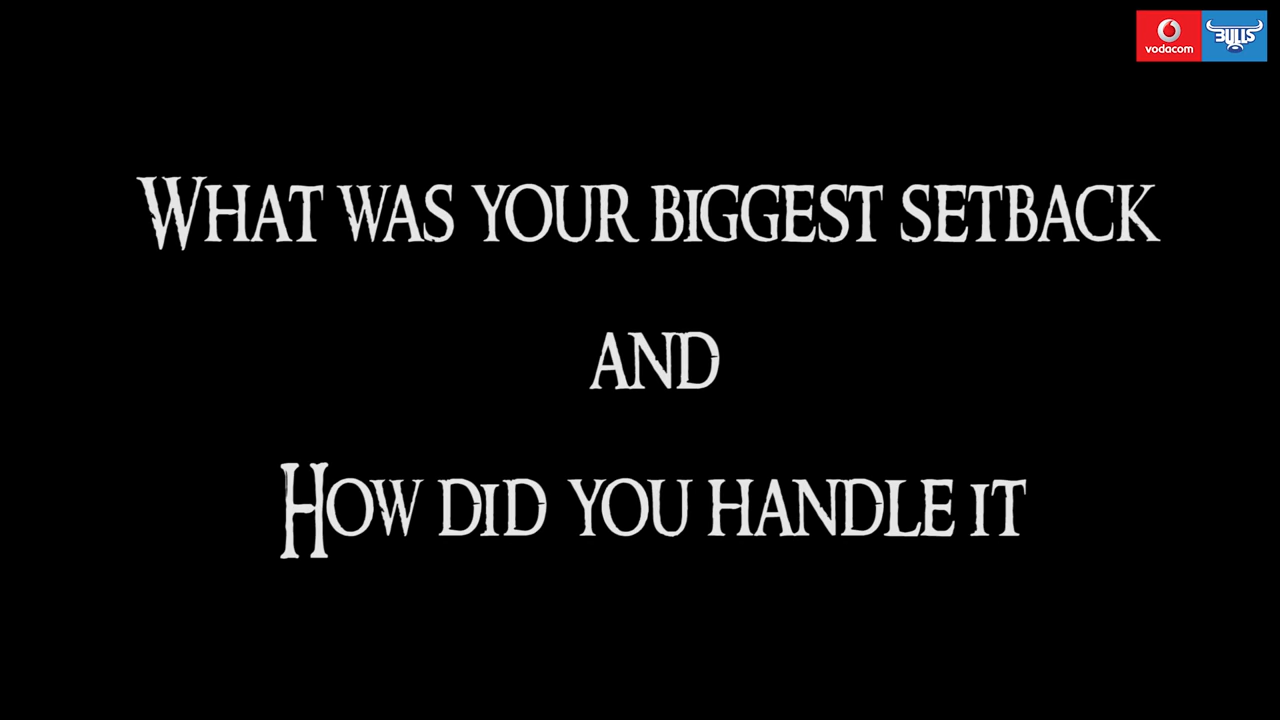 vodacom
BULLS
What was your biggest setback
and
How did you handle it